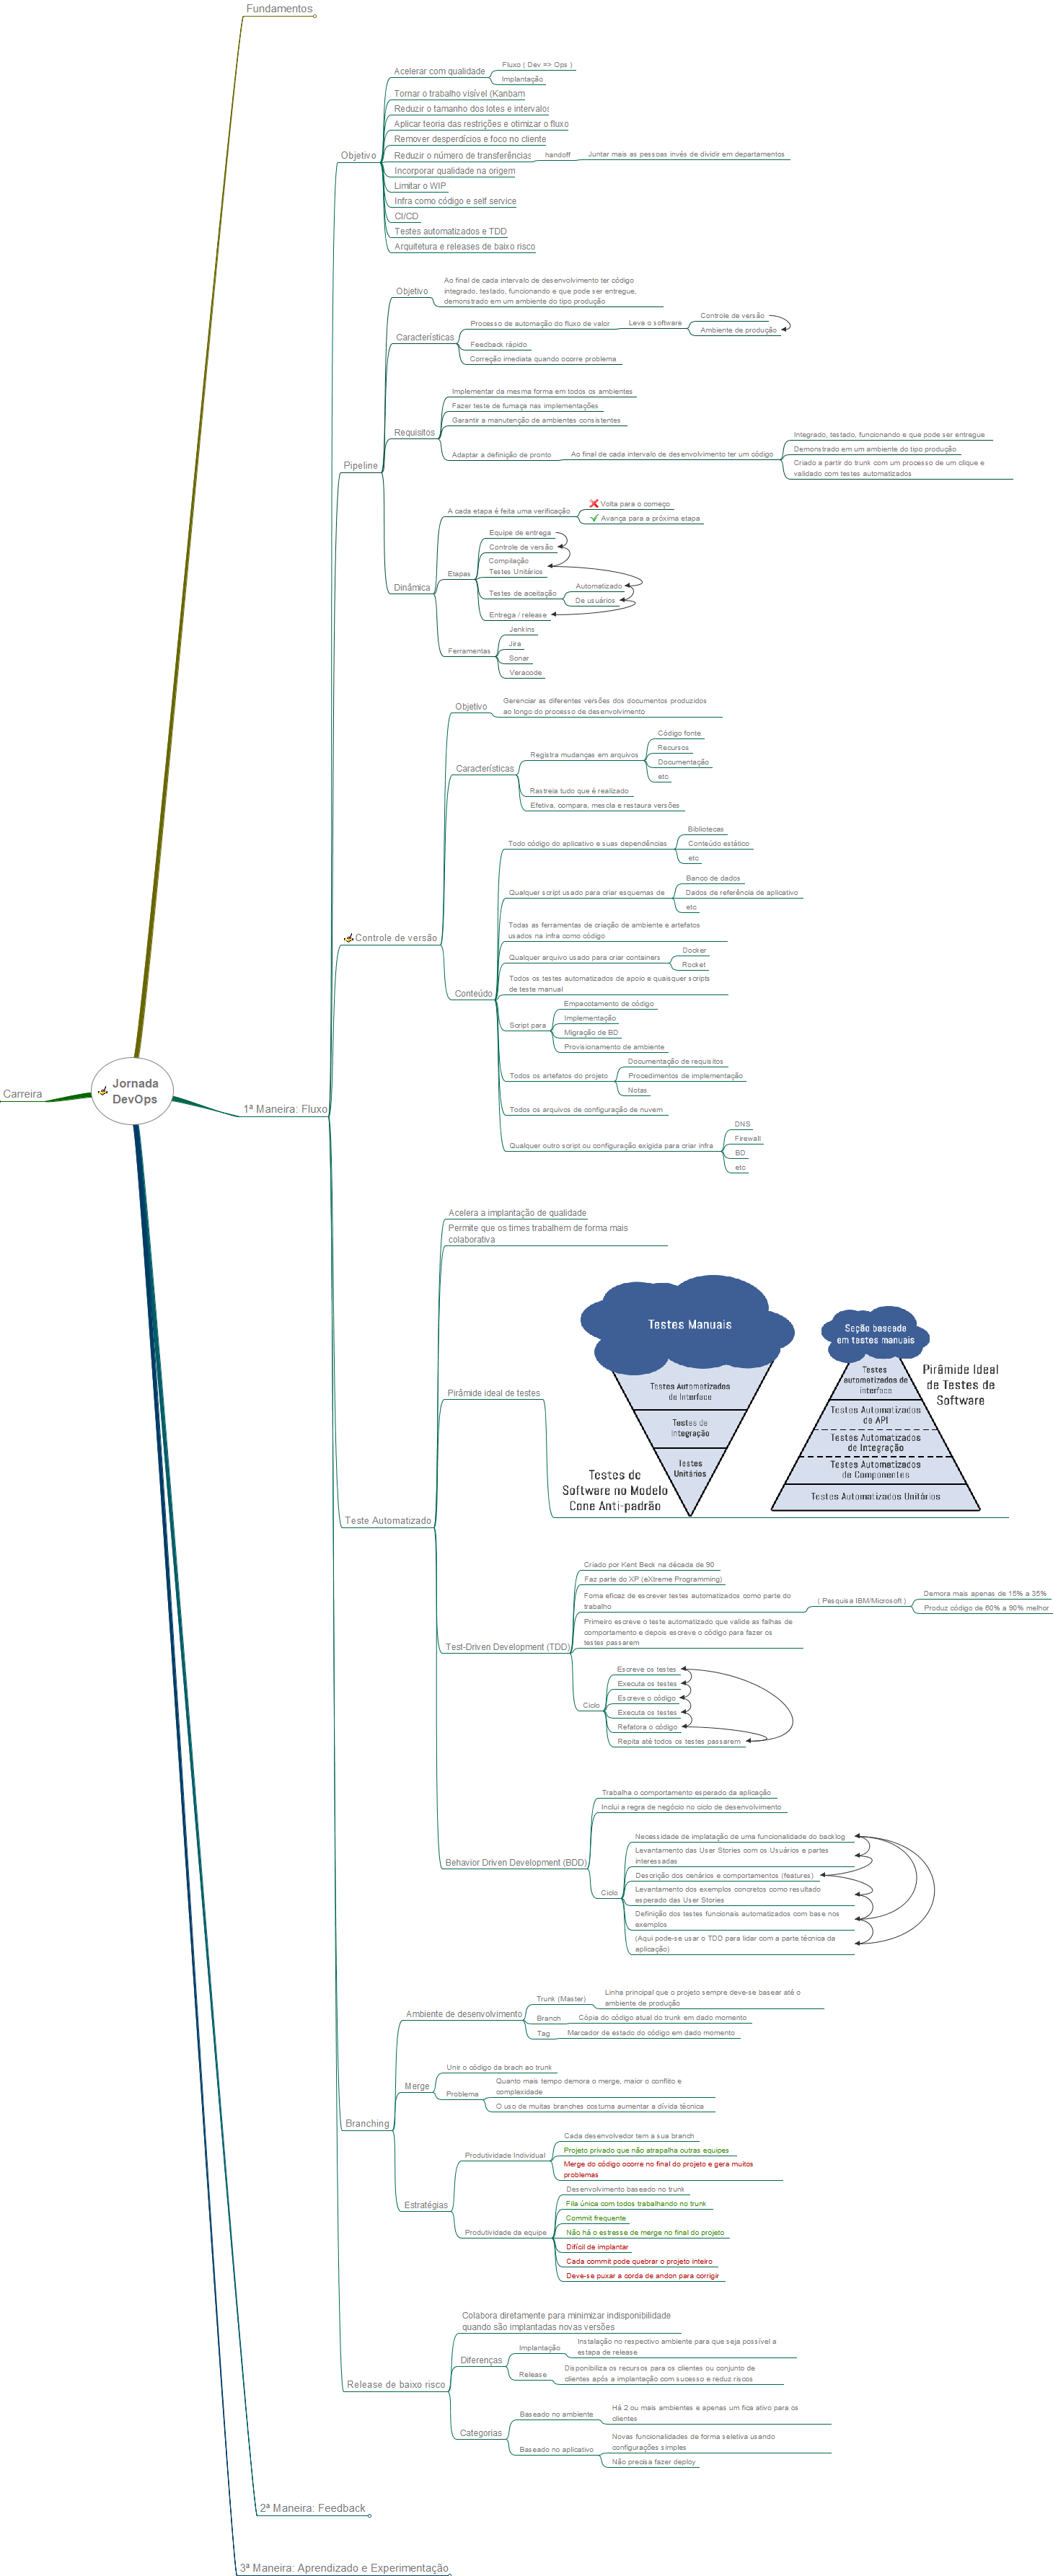 Fundamentos
Carreira
Jornada
DevOps
1ª Maneira: Fluxo
Objetivo
Acelerar com qualidade
Fluxo ( Dev => Ops )
Implantação
Tornar o trabalho visível (Kanbam
Reduzir o tamanho dos lotes e intervalos
Aplicar teoria das restrições e otimizar o fluxo
Remover desperdícios e foco no cliente
Reduzir o número de transferências
handoff
Juntar mais as pessoas invés de dividir em departamentos
Incorporar qualidade na origem
Limitar o WIP
Infra como código e self service
CI/CD
Testes automatizados e TDD
Arquitetura e releases de baixo risco
Pipeline
Objetivo
Ao final de cada intervalo de desenvolvimento ter código
integrado, testado, funcionando e que pode ser entregue,
demonstrado em um ambiente do tipo produção
Características
Processo de automação do fluxo de valor
Leva o software
Controle de versão
Ambiente de produção
Feedback rápido
Correção imediata quando ocorre problema
Requisitos
Implementar da mesma forma em todos os ambientes
Fazer teste de fumaça nas implementações
Garantir a manutenção de ambientes consistentes
Adaptar a definição de pronto
Ao final de cada intervalo de desenvolvimento ter um código
Integrado, testado, funcionando e que pode ser entregue
Demonstrado em um ambiente do tipo produção
Criado a partir do trunk com um processo de um clique e
validado com testes automatizados
Dinâmica
A cada etapa é feita uma verificação
Volta para o começo
Avança para a próxima etapa
Etapas
Equipe de entrega
Controle de versão
Compilação
Testes Unitários
Testes de aceitação
Automatizado
De usuários
Entrega / release
Ferramentas
Jenkins
Jira
Sonar
Veracode
Controle de versão
Objetivo
Gerenciar as diferentes versões dos documentos produzidos
ao longo do processo de desenvolvimento
Características
Registra mudanças em arquivos
Código fonte
Recursos
Documentação
etc
Rastreia tudo que é realizado
Efetiva, compara, mescla e restaura versões
Conteúdo
Todo código do aplicativo e suas dependências
Bibliotecas
Conteúdo estático
etc
Qualquer script usado para criar esquemas de
Banco de dados
Dados de referência de aplicativo
etc
Todas as ferramentas de criação de ambiente e artefatos
usados na infra como código
Qualquer arquivo usado para criar containers
Docker
Rocket
Todos os testes automatizados de apoio e quaisquer scripts
de teste manual
Script para
Empacotamento de código
Implementação
Migração de BD
Provisionamento de ambiente
Todos os artefatos do projeto
Documentação de requisitos
Procedimentos de implementação
Notas
Todos os arquivos de configuração de nuvem
Qualquer outro script ou configuração exigida para criar infra
DNS
Firewall
BD
etc
Teste Automatizado
Acelera a implantação de qualidade
Permite que os times trabalhem de forma mais
colaborativa
Pirâmide ideal de testes
Testes Manuais
Testes Automatizados
de Interface
Testes de
Integração
Testes
Unitários
Testes de
Software no Modelo
Cone Anti-padrão
Seção baseada
em testes manuais
Testes
automatizados de
interface
Testes Automatizados
de API
Testes Automatizados
de Integração
Testes Automatizados
de Componentes
Testes Automatizados Unitários
Pirâmide Ideal
de Testes de
Software
Test-Driven Development (TDD)
Criado por Kent Beck na década de 90
Faz parte do XP (eXtreme Programming)
Foma eficaz de escrever testes automatizados como parte do
trabalho
( Pesquisa IBM/Microsoft )
Demora mais apenas de 15% a 35%
Produz código de 60% a 90% melhor
Primeiro escreve o teste automatizado que valide as falhas de
comportamento e depois escreve o código para fazer os
testes passarem
Ciclo
Escreve os testes
Executa os testes
Escreve o código
Executa os testes
Refatora o código
Repita até todos os testes passarem
Behavior Driven Development (BDD)
Trabalha o comportamento esperado da aplicação
Inclui a regra de negócio no ciclo de desenvolvimento
Ciclo
Necessidade de implatação de uma funcionalidade do backlog
Levantamento das User Stories com os Usuários e partes
interessadas
Descrição dos cenários e comportamentos (features)
Levantamento dos exemplos concretos como resultado
esperado das User Stories
Definição dos testes funcionais automatizados com base nos
exemplos
(Aqui pode-se usar o TDD para lidar com a parte técnica da
aplicação)
Branching
Ambiente de desenvolvimento
Trunk (Master)
Linha principal que o projeto sempre deve-se basear até o
ambiente de produção
Branch
Cópia do código atual do trunk em dado momento
Tag
Marcador de estado do código em dado momento
Merge
Unir o código da brach ao trunk
Problema
Quanto mais tempo demora o merge, maior o conflito e
complexidade
O uso de muitas branches costuma aumentar a dívida técnica
Estratégias
Produtividade Individual
Cada desenvolvedor tem a sua branch
Projeto privado que não atrapalha outras equipes
Merge do código ocorre no final do projeto e gera muitos
problemas
Produtividade da equipe
Desenvolvimento baseado no trunk
Fila única com todos trabalhando no trunk
Commit frequente
Não há o estresse de merge no final do projeto
Difícil de implantar
Cada commit pode quebrar o projeto inteiro
Deve-se puxar a corda de andon para corrigir
Release de baixo risco
Colabora diretamente para minimizar indisponibilidade
quando são implantadas novas versões
Diferenças
Implantação
Instalação no respectivo ambiente para que seja possível a
estapa de release
Release
Disponibiliza os recursos para os clientes ou conjunto de
clientes após a implantação com sucesso e reduz riscos
Categorias
Baseado no ambiente
Há 2 ou mais ambientes e apenas um fica ativo para os
clientes
Baseado no aplicativo
Novas funcionalidades de forma seletiva usando
configurações simples
Não precisa fazer deploy
2ª Maneira: Feedback
3ª Maneira: Aprendizado e Experimentação